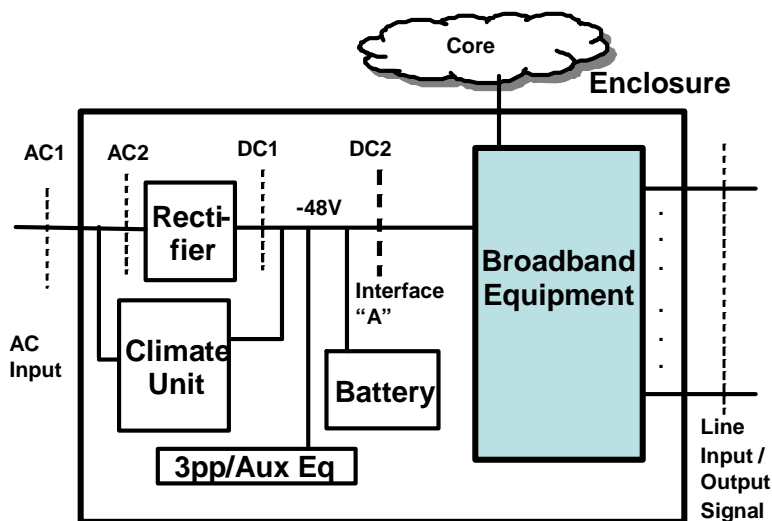 Core
Enclosure
AC1
AC2
DC1
DC2
-48V
Recti-
fier
Broadband
Equipment
Interface
“A”
AC
Input
Climate
Unit
Battery
3pp/Aux Eq
Line
Input /
Output
Signal